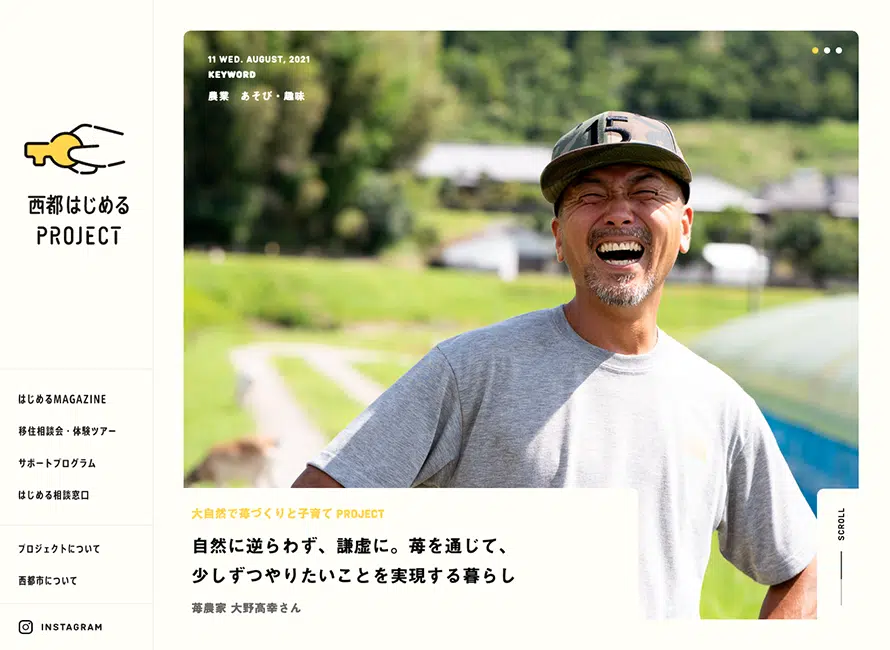 西都はじめる
PROJECT
はじめるMAGAZINE
移住相談会・体験ツアー
サポートプログラム
はじめる相談窓口
プロジェクトについて
西都市について
INSTAGRAM
11 WED. AUGUST, 2021
KEYWORD
農業 あそび・趣味
15
大自然で苺づくりと子育て PROJECT
自然に逆らわず、謙虚に。苺を通じて、
少しずつやりたいことを実現する暮らし
苺農家 大野高幸さん
SCROLL